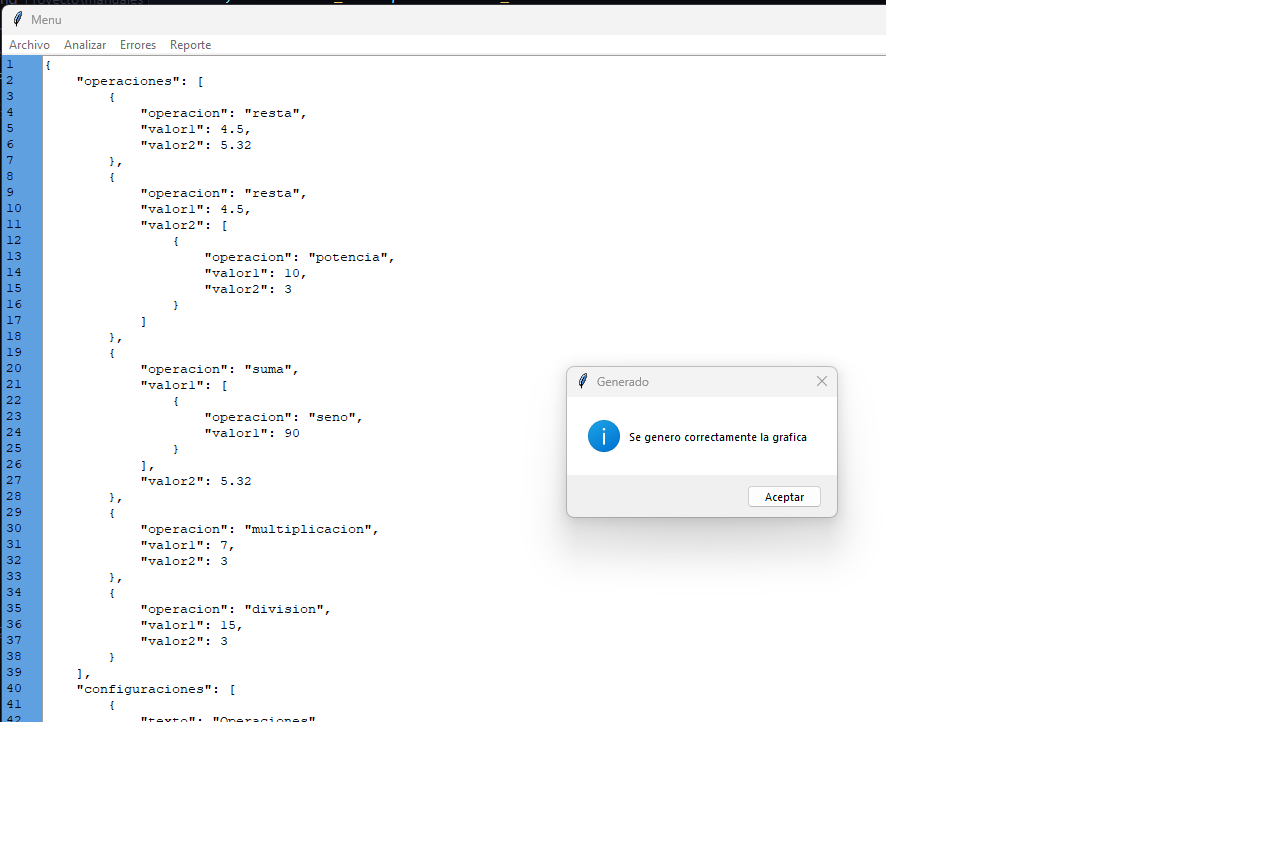 Menu
Archivo Analizar Errores Reporte
1 {
2 "operaciones": [
3 {
4 "operacion": "resta",
5 "valor1": 4.5,
6 "valor2": 5.32
7 },
8 {
9 "operacion": "resta",
10 "valor1": 4.5,
11 "valor2": [
12 {
13 "operacion": "potencia",
14 "valor1": 10,
15 "valor2": 3
16 }
17 ]
18 },
19 {
20 "operacion": "suma",
21 "valor1": [
22 {
23 "operacion": "seno",
24 "valor1": 90
25 }
26 ],
27 "valor2": 5.32
28 },
29 {
30 "operacion": "multiplicacion",
31 "valor1": 7,
32 "valor2": 3
33 },
34 {
35 "operacion": "division",
36 "valor1": 15,
37 "valor2": 3
38 }
39 ],
40 "configuraciones": [
41 {
42 "texto": "Operaciones"
Generado
Se genero correctamente la grafica
Aceptar